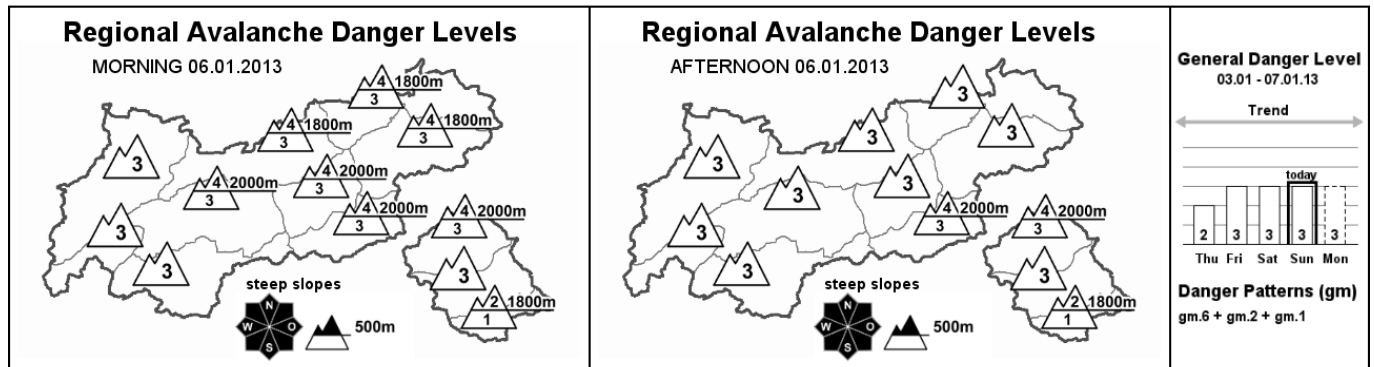 Regional Avalanche Danger Levels
MORNING 06.01.2013
4 1800m
3
4 1800m
3
4 1800m
3
3
4 2000m
3
4 2000m
3
4 2000m
3
4 2000m
3
3
3
3
2 1800m
1
steep slopes
N
W O
S
500m
Regional Avalanche Danger Levels
AFTERNOON 06.01.2013
3
3
3
3
3
3
4 2000m
3
4 2000m
3
3
3
3
2 1800m
1
steep slopes
N
W O
S
500m
General Danger Level
03.01 - 07.01.13
Trend
today
2 3 3 3 3
Thu Fri Sat Sun Mon
Danger Patterns (gm)
gm.6 + gm.2 + gm.1